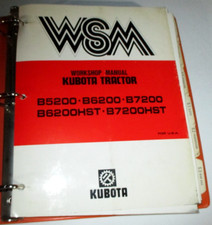 WSM
WORKSHOP MANUAL
KUBOTA TRACTOR
B5200·B6200·B7200
B6200HST·B7200HST
KUBOTA